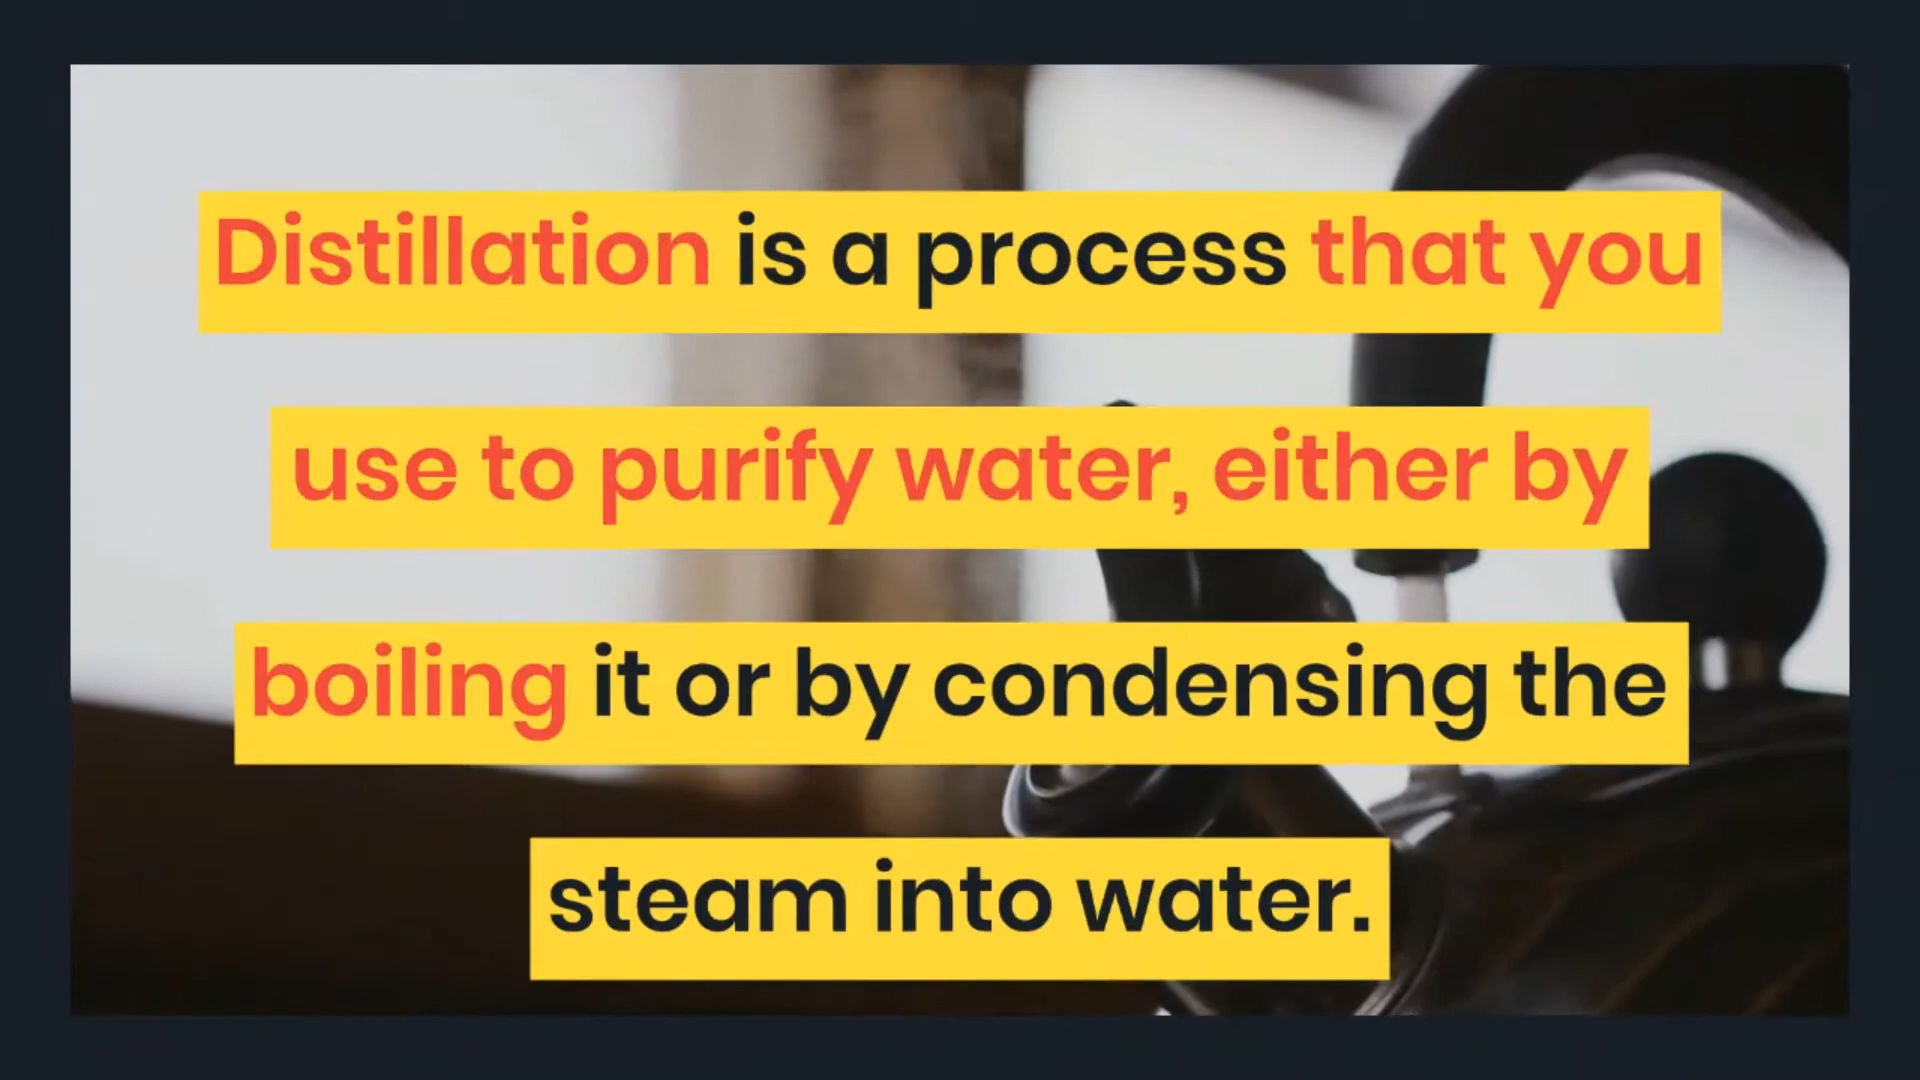 Distillation is a process that you
use to purify water, either by
boiling it or by condensing the
steam into water.